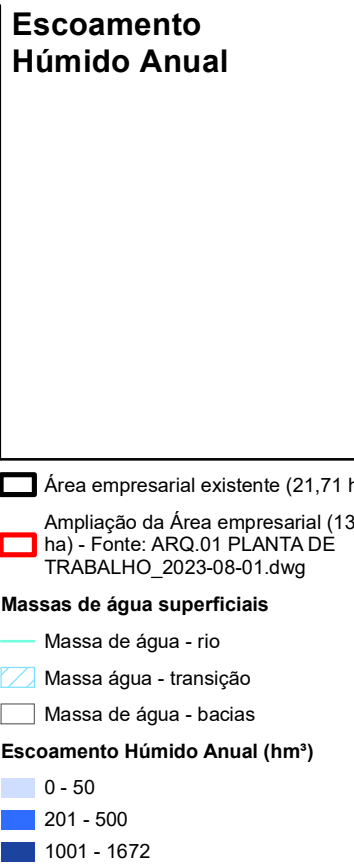 Escoamento
Húmido Anual
Área empresarial existente (21,71 h
Ampliação da Área empresarial (13
ha) - Fonte: ARQ.01 PLANTA DE
TRABALHO_2023-08-01.dwg
Massas de água superficiais
Massa de água - rio
Massa água - transição
Massa de água - bacias
Escoamento Húmido Anual (hm³)
0 - 50
201 - 500
1001 - 1672